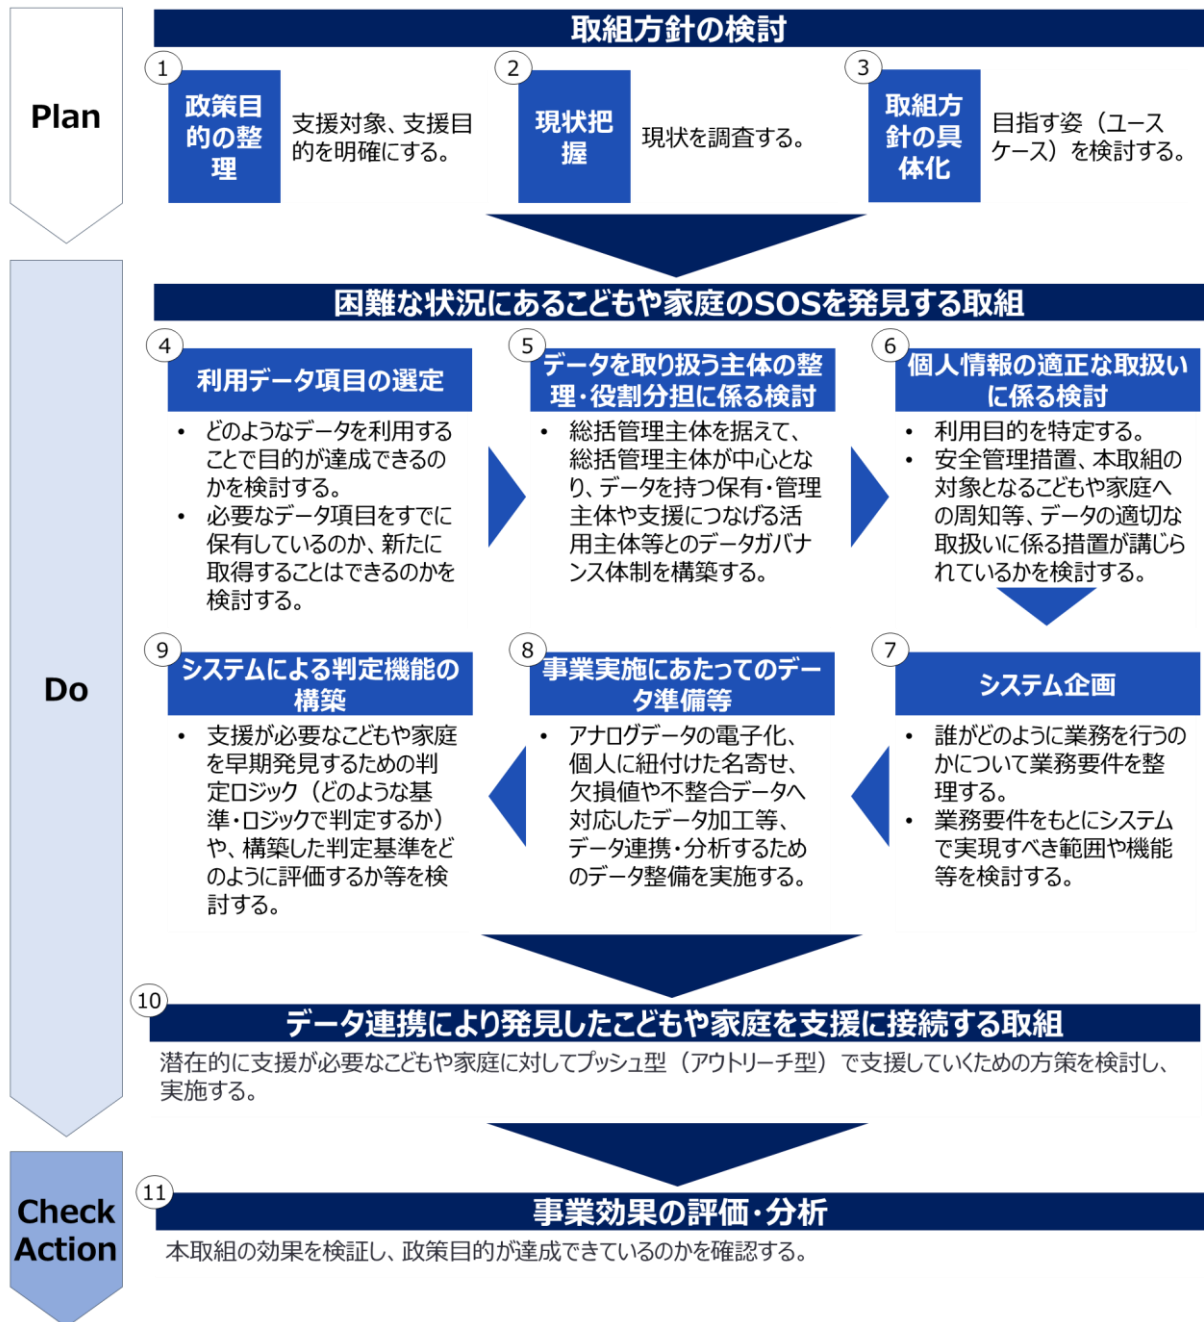 取組方針の検討
Plan
1
政策目
的の整
理
支援対象、支援目
的を明確にする。
2
現状把
握
現状を調査する。
3
取組方
針の具
体化
目指す姿（ユース
ケース）を検討する。
Do
困難な状況にあるこどもや家庭のSOSを発見する取組
4
利用データ項目の選定
• どのようなデータを利用する
ことで目的が達成できるの
かを検討する。
• 必要なデータ項目をすでに
保有しているのか、新たに
取得することはできるのかを
検討する。
5
データを取り扱う主体の整
理・役割分担に係る検討
• 総括管理主体を据えて、
総括管理主体が中心とな
り、データを持つ保有・管理
主体や支援につなげる活
用主体等とのデータガバナ
ンス体制を構築する。
6
個人情報の適正な取扱い
に係る検討
• 利用目的を特定する。
• 安全管理措置、本取組の
対象となるこどもや家庭へ
の周知等、データの適切な
取扱いに係る措置が講じら
れているかを検討する。
7
システム企画
• 誰がどのように業務を行うの
かについて業務要件を整
理する。
• 業務要件をもとにシステム
で実現すべき範囲や機能
等を検討する。
8
事業実施にあたってのデー
タ準備等
• アナログデータの電子化、
個人に紐付けた名寄せ、
欠損値や不整合データへ
対応したデータ加工等、
データ連携・分析するため
のデータ整備を実施する。
9
システムによる判定機能の
構築
• 支援が必要なこどもや家庭
を早期発見するための判
定ロジック（どのような基
準・ロジックで判定するか）
や、構築した判定基準をど
のように評価するか等を検
討する。
10
データ連携により発見したこどもや家庭を支援に接続する取組
潜在的に支援が必要なこどもや家庭に対してプッシュ型（アウトリーチ型）で支援していくための方策を検討し、
実施する。
Check
Action
11
事業効果の評価・分析
本取組の効果を検証し、政策目的が達成できているのかを確認する。